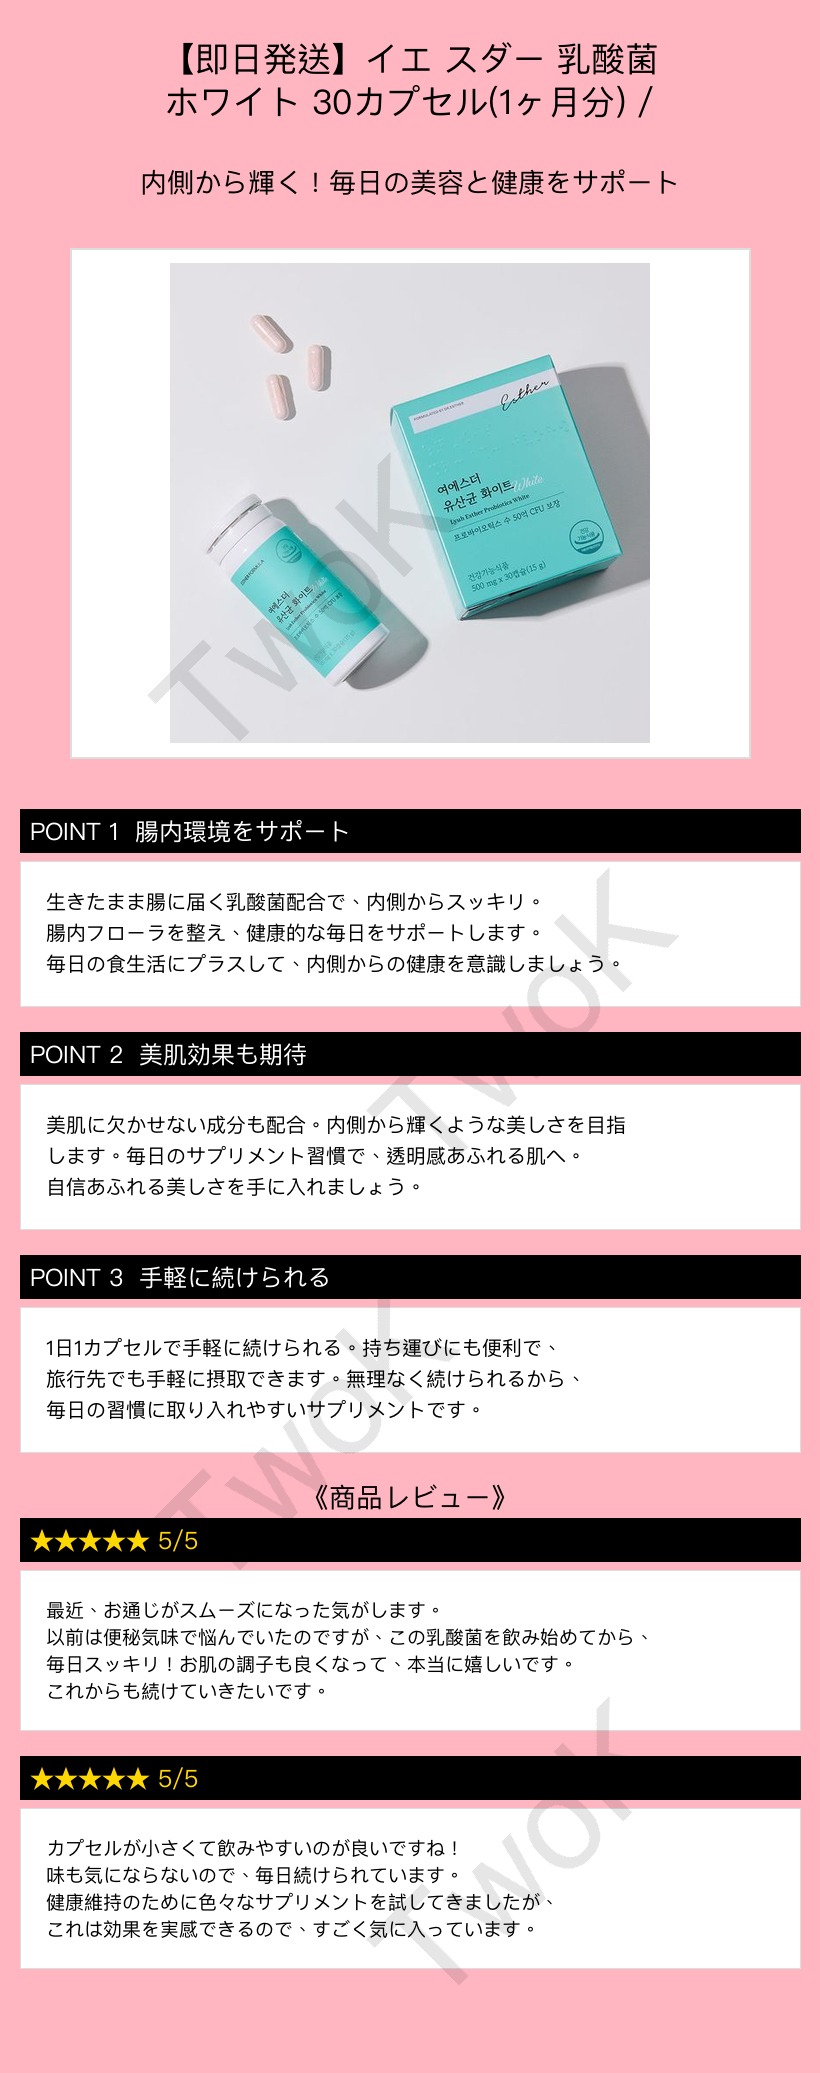 【即日発送】イエ スダー 乳酸菌
ホワイト 30カプセル(1ヶ月分) /
内側から輝く！毎日の美容と健康をサポート
FORMULATED BY DR.ESTHER
Esther
여에스더
유산균 화이트 White
Lyuh Esther Probiotics White
프로바이오틱스 수 50억 CFU 보장
건강
기능식품
건강기능식품
500 mg x 30캡슐(15 g)
여에스더
유산균 화이트
Lyuh Esther Probiotics White
TwoK
POINT 1 腸内環境をサポート
生きたまま腸に届く乳酸菌配合で、内側からスッキリ。
腸内フローラを整え、健康的な毎日をサポートします。
毎日の食生活にプラスして、内側からの健康を意識しましょう。
TwoK
POINT 2 美肌効果も期待
美肌に欠かせない成分も配合。内側から輝くような美しさを目指
します。毎日のサプリメント習慣で、透明感あふれる肌へ。
自信あふれる美しさを手に入れましょう。
POINT 3 手軽に続けられる
1日1カプセルで手軽に続けられる。持ち運びにも便利で、
旅行先でも手軽に摂取できます。無理なく続けられるから、
毎日の習慣に取り入れやすいサプリメントです。
TwoK
《商品レビュー》
★★★★★ 5/5
最近、お通じがスムーズになった気がします。
以前は便秘気味で悩んでいたのですが、この乳酸菌を飲み始めてから、
毎日スッキリ！お肌の調子も良くなって、本当に嬉しいです。
これからも続けていきたいです。
★★★★★ 5/5
カプセルが小さくて飲みやすいのが良いですね！
味も気にならないので、毎日続けられています。
健康維持のために色々なサプリメントを試してきましたが、
これは効果を実感できるので、すごく気に入っています。
TwoK